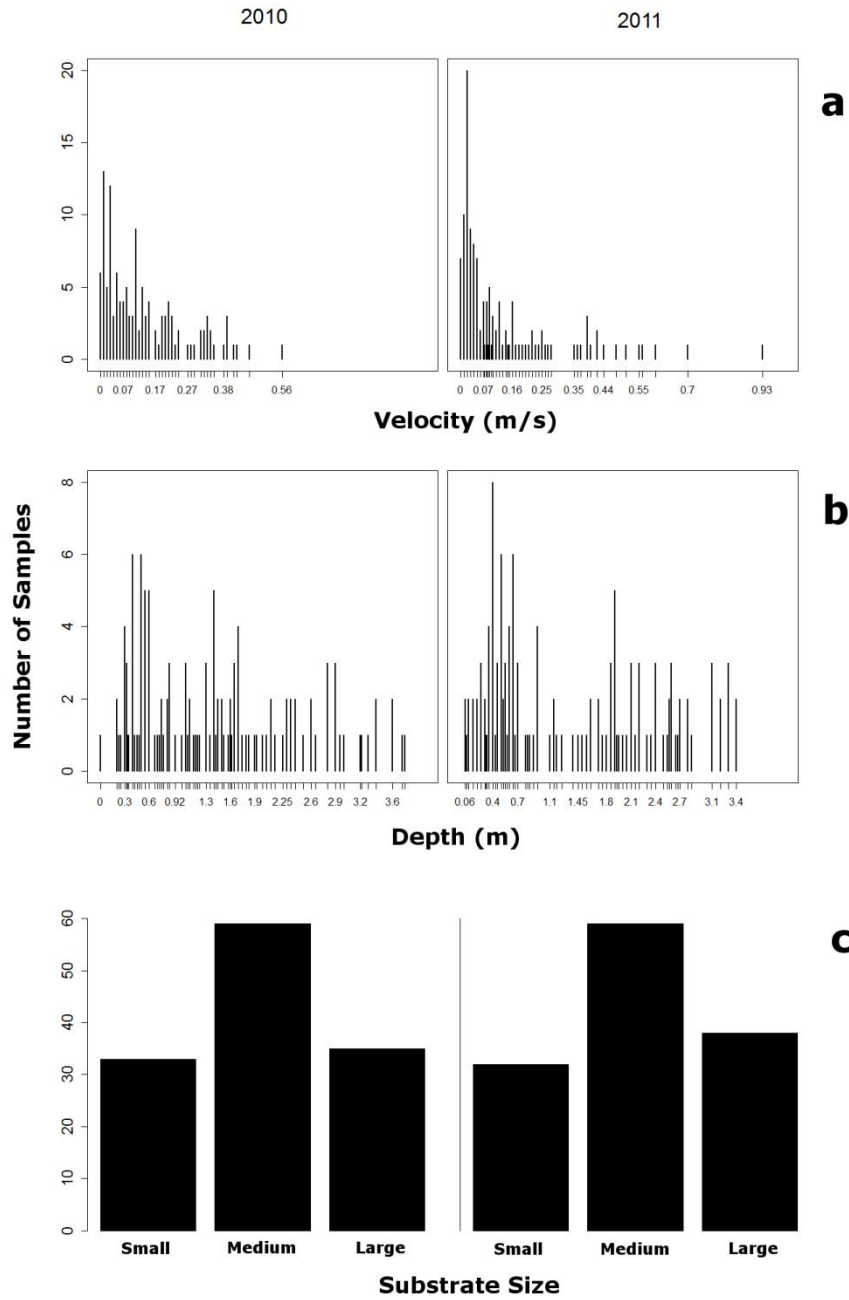 2010 2011
a
20
15
10
5
0
0 0.07 0.17 0.27 0.38 0.56 0 0.07 0.16 0.25 0.35 0.44 0.55 0.7 0.93
Velocity (m/s)
b
Number of Samples
8
6
4
2
0
0 0.3 0.6 0.92 1.3 1.6 1.9 2.25 2.6 2.9 3.2 3.6 0.06 0.4 0.7 1.1 1.45 1.8 2.1 2.4 2.7 3.1 3.4
Depth (m)
c
60
50
40
30
20
10
0
Small Medium Large Small Medium Large
Substrate Size